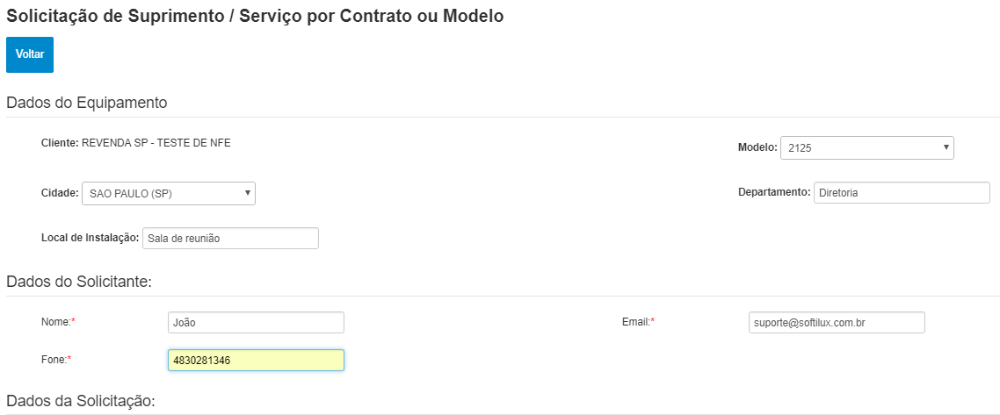 Solicitação de Suprimento / Serviço por Contrato ou Modelo
Voltar
Dados do Equipamento
Cliente: REVENDA SP - TESTE DE NFE
Modelo: 2125
Cidade: SAO PAULO (SP)
Departamento: Diretoria
Local de Instalação: Sala de reunião
Dados do Solicitante:
Nome:* João
Email:* suporte@softilux.com.br
Fone:* 4830281346
Dados da Solicitação: